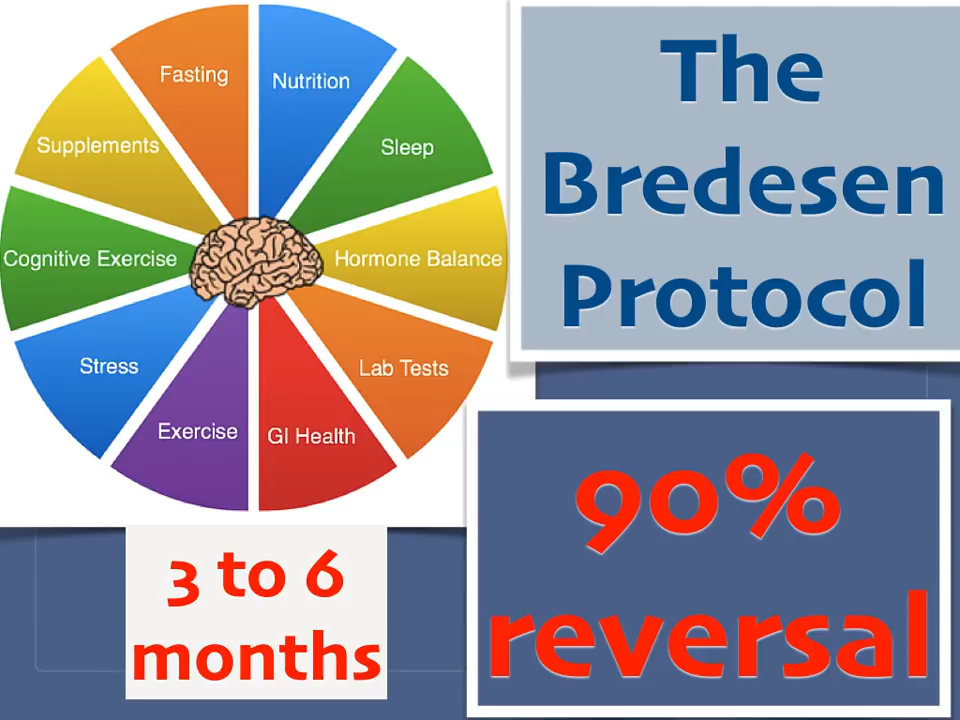 Fasting
Nutrition
Supplements
Sleep
Cognitive Exercise
Hormone Balance
Stress
Lab Tests
Exercise
GI Health
The
Bredesen
Protocol
3 to 6
months
90%
reversal